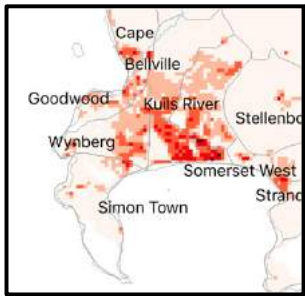 Cape
Bellville
Goodwood
Kuils River
Stellenbo
Wynberg
Somerset West
Strand
Simon Town